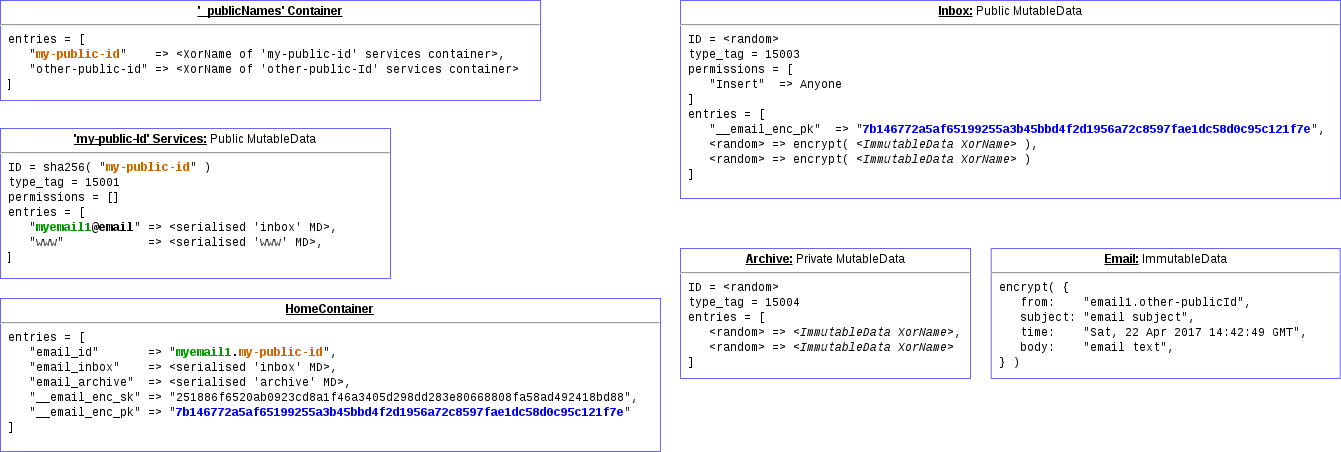 '_publicNames' Container
entries = [
"my-public-id" => <XorName of 'my-public-id' services container>,
"other-public-id" => <XorName of 'other-public-Id' services container>
]
'my-public-Id' Services: Public MutableData
ID = sha256( "my-public-id" )
type_tag = 15001
permissions = []
entries = [
"myemail1@email" => <serialised 'inbox' MD>,
"www" => <serialised 'www' MD>,
]
HomeContainer
entries = [
"email_id" => "myemail1.my-public-id",
"email_inbox" => <serialised 'inbox' MD>,
"email_archive" => <serialised 'archive' MD>,
"__email_enc_sk" => "251886f6520ab0923cd8a1f46a3405d298dd283e80668808fa58ad492418bd88",
"__email_enc_pk" => "7b146772a5af65199255a3b45bbd4f2d1956a72c8597fae1dc58d0c95c121f7e"
]
Inbox: Public MutableData
ID = <random>
type_tag = 15003
permissions = [
"Insert" => Anyone
]
entries = [
"__email_enc_pk" => "7b146772a5af65199255a3b45bbd4f2d1956a72c8597fae1dc58d0c95c121f7e",
<random> => encrypt( <ImmutableData XorName> ),
<random> => encrypt( <ImmutableData XorName> )
]
Archive: Private MutableData
ID = <random>
type_tag = 15004
entries = [
<random> => <ImmutableData XorName>,
<random> => <ImmutableData XorName>
]
Email: ImmutableData
encrypt( {
from: "email1.other-publicId",
subject: "email subject",
time: "Sat, 22 Apr 2017 14:42:49 GMT",
body: "email text",
} )